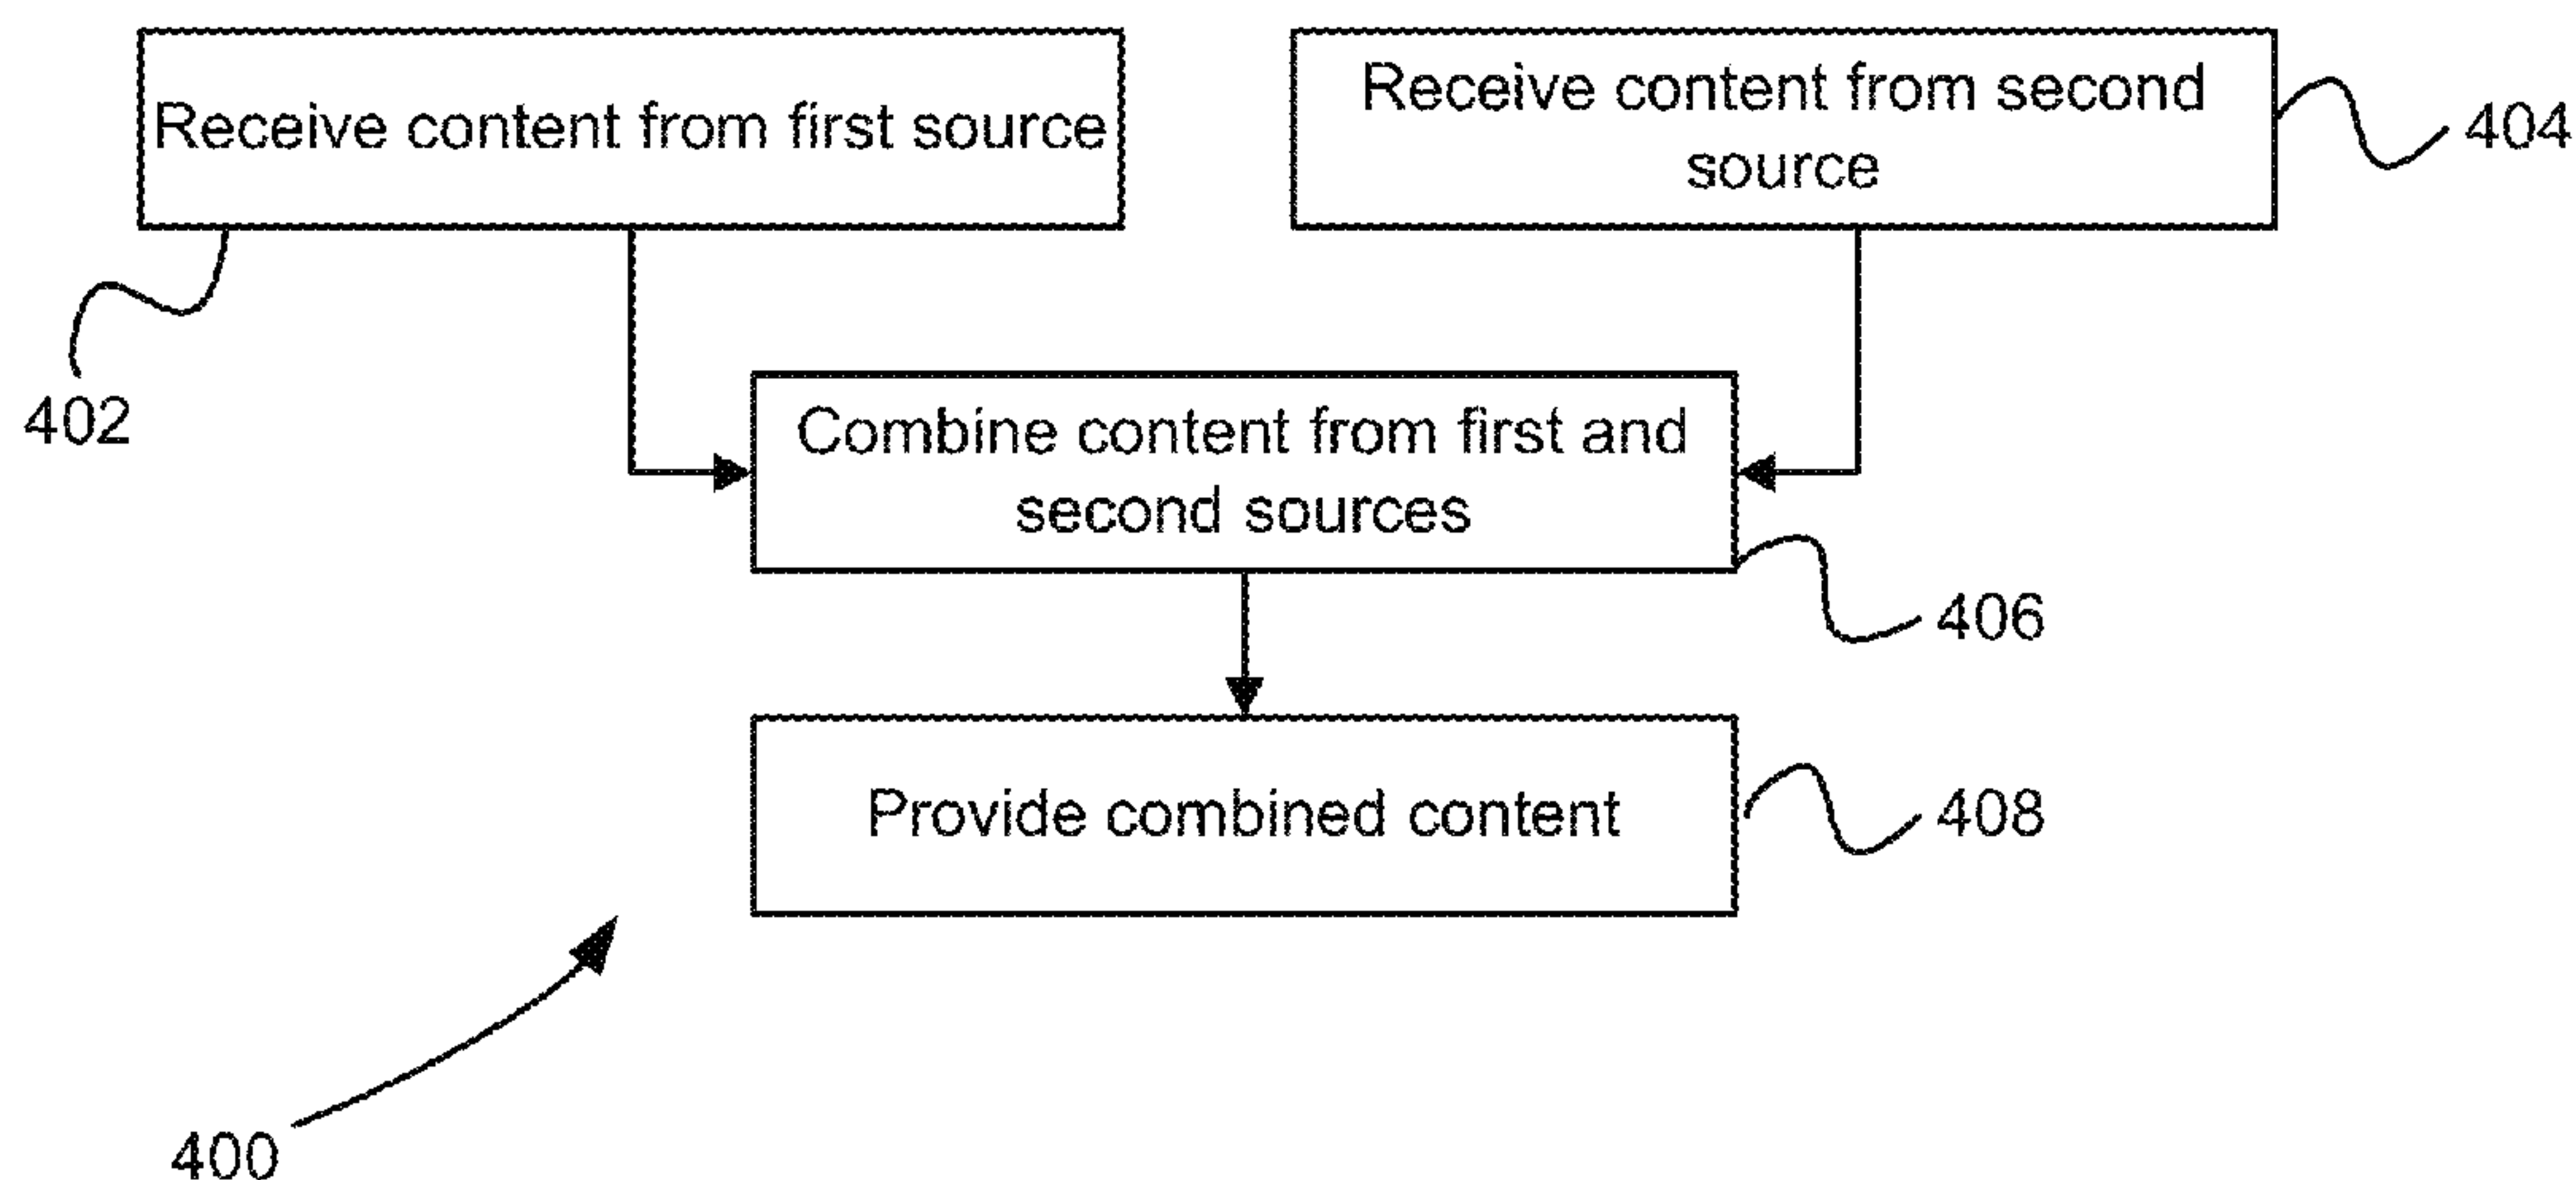 Receive content from first source
Receive content from second
source
404
402
Combine content from first and
second sources
406
Provide combined content
408
400